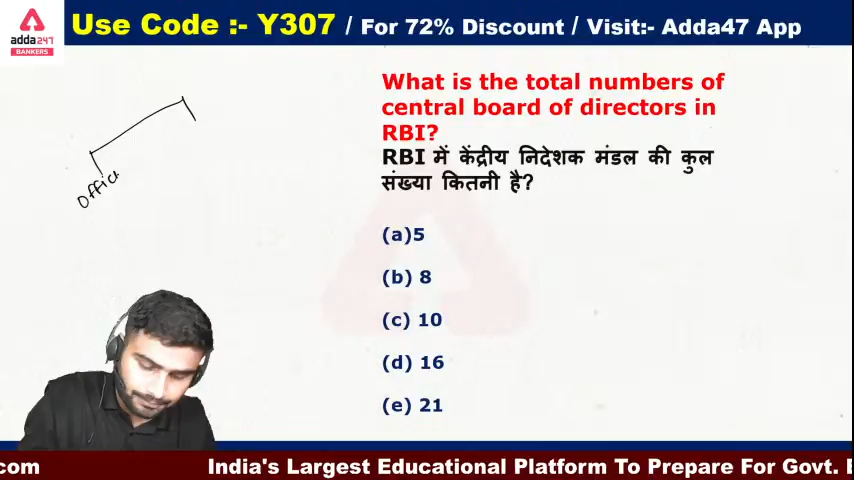 adda247
BANKERS
Use Code :- Y307 / For 72% Discount / Visit:- Adda47 App
What is the total numbers of
central board of directors in
RBI?
RBI में केंद्रीय निदेशक मंडल की कुल
संख्या कितनी है?
Office
(a)5
(b) 8
(c) 10
(d) 16
(e) 21
com
India's Largest Educational Platform To Prepare For Govt.